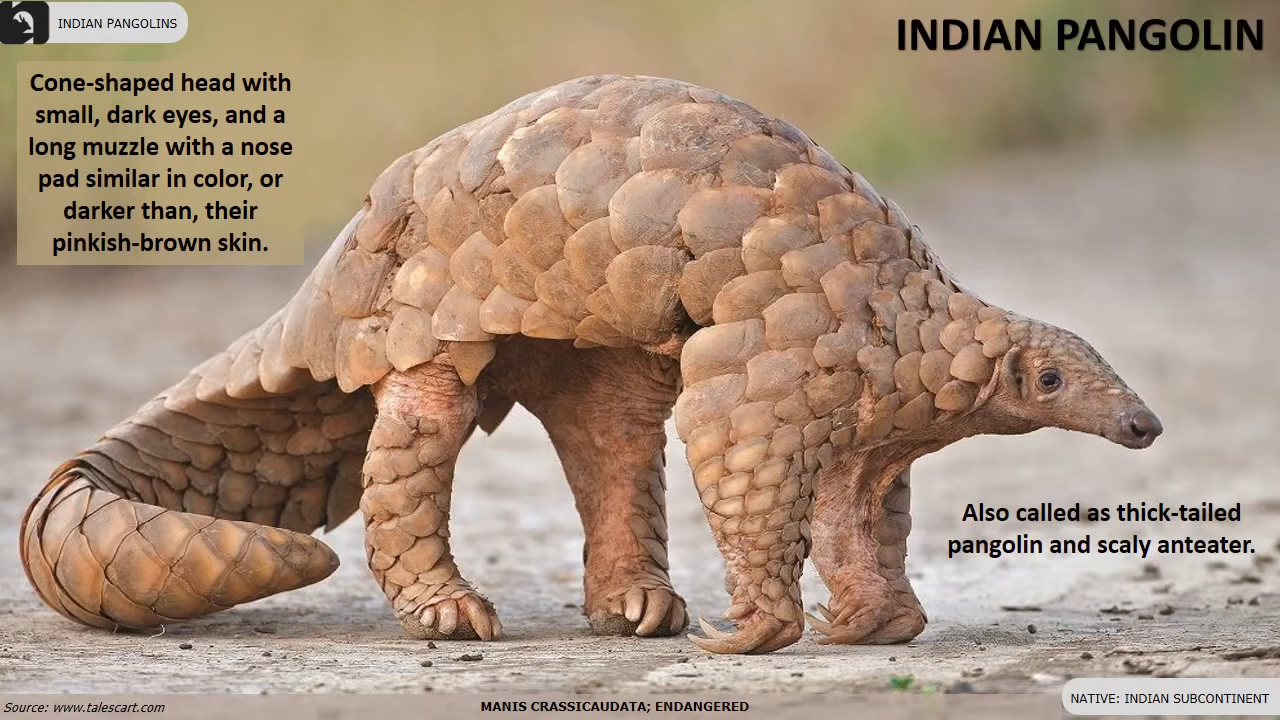 INDIAN PANGOLINS
INDIAN PANGOLIN
Cone-shaped head with
small, dark eyes, and a
long muzzle with a nose
pad similar in color, or
darker than, their
pinkish-brown skin.
Also called as thick-tailed
pangolin and scaly anteater.
NATIVE: INDIAN SUBCONTINENT
Source: www.talescart.com
MANIS CRASSICAUDATA; ENDANGERED